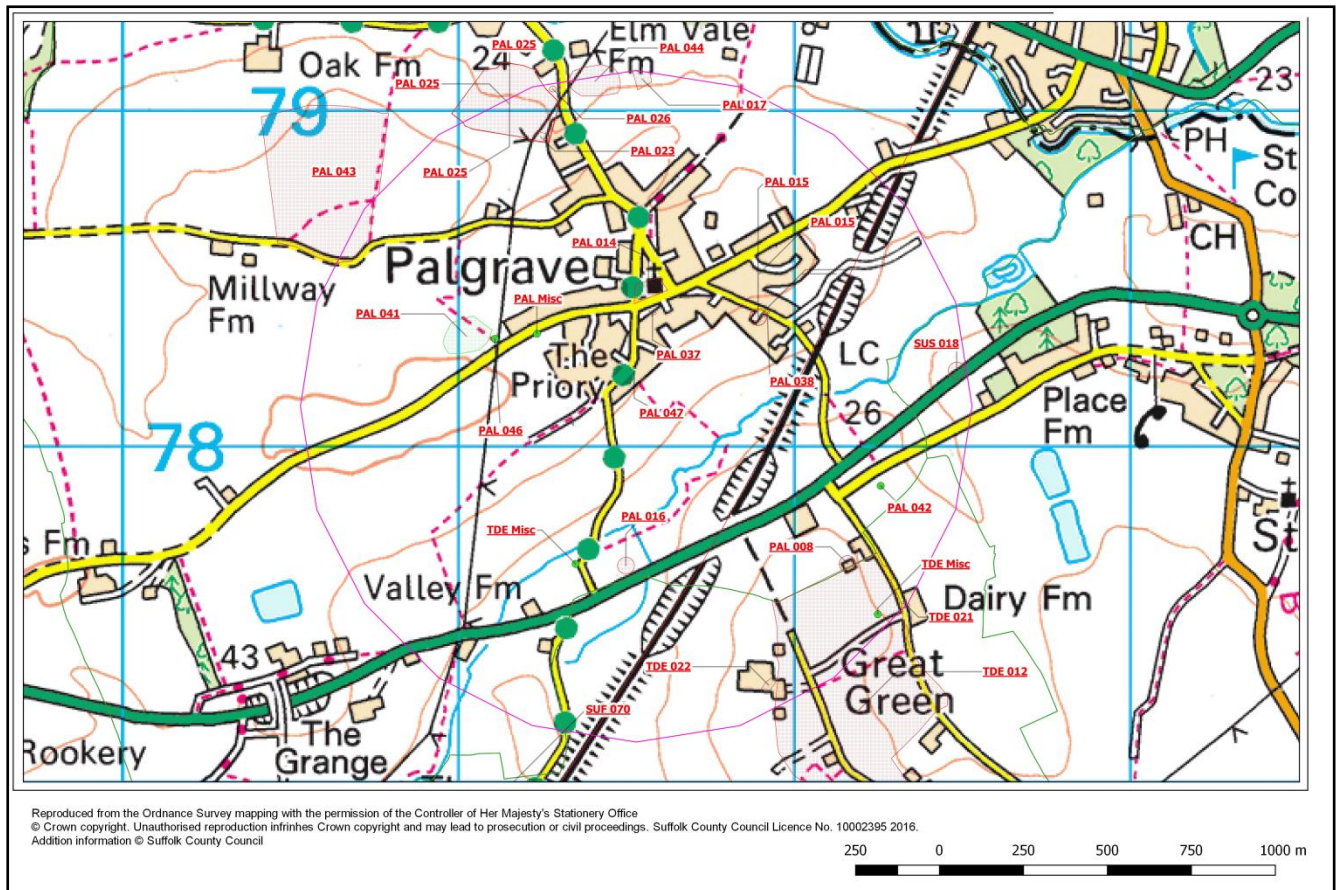 Elm Vale
Fm
PAL 025
PAL 044
24
Oak Fm
PAL 025
23
79
PAL 017
PAL 026
PH
St
Co
PAL 023
PAL 043
PAL 025
PAL 015
PAL 015
PAL 014
CH
Palgrave
Millway
Fm
PAL Misc
PAL 041
The
Priory
PAL 037
LC
SUS 018
PAL 038
PAL 047
Place
Fm
26
PAL 046
78
PAL 042
PAL 016
TDE Misc
St
s Fm
PAL 008
TDE Misc
Valley Fm
Dairy Fm
TDE 021
43
TDE 022
Great
Green
TDE 012
SUF 070
The
Grange
Rookery
Reproduced from the Ordnance Survey mapping with the permission of the Controller of Her Majesty's Stationery Office
© Crown copyright. Unauthorised reproduction infrinhes Crown copyright and may lead to prosecution or civil proceedings. Suffolk County Council Licence No. 10002395 2016.
Addition information © Suffolk County Council
250 0 250 500 750 1000 m